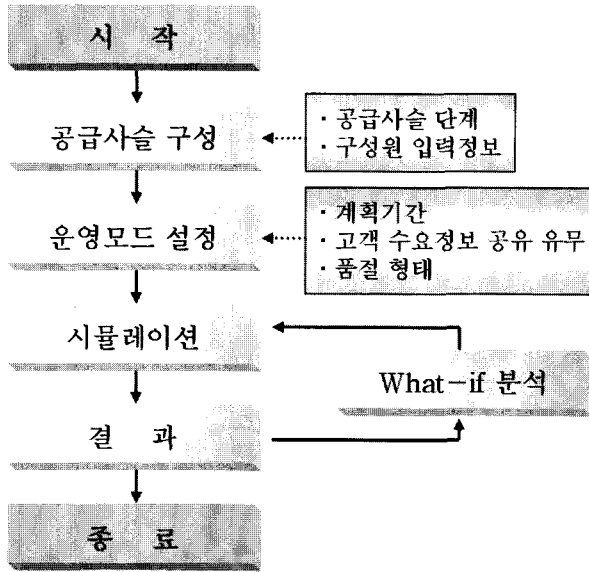 시 작
공급사슬 구성
· 공급사슬 단계
· 구성원 입력정보
운영모드 설정
· 계획기간
· 고객 수요정보 공유 유무
· 품절 형태
시뮬레이션
What-if 분석
결 과
종 료